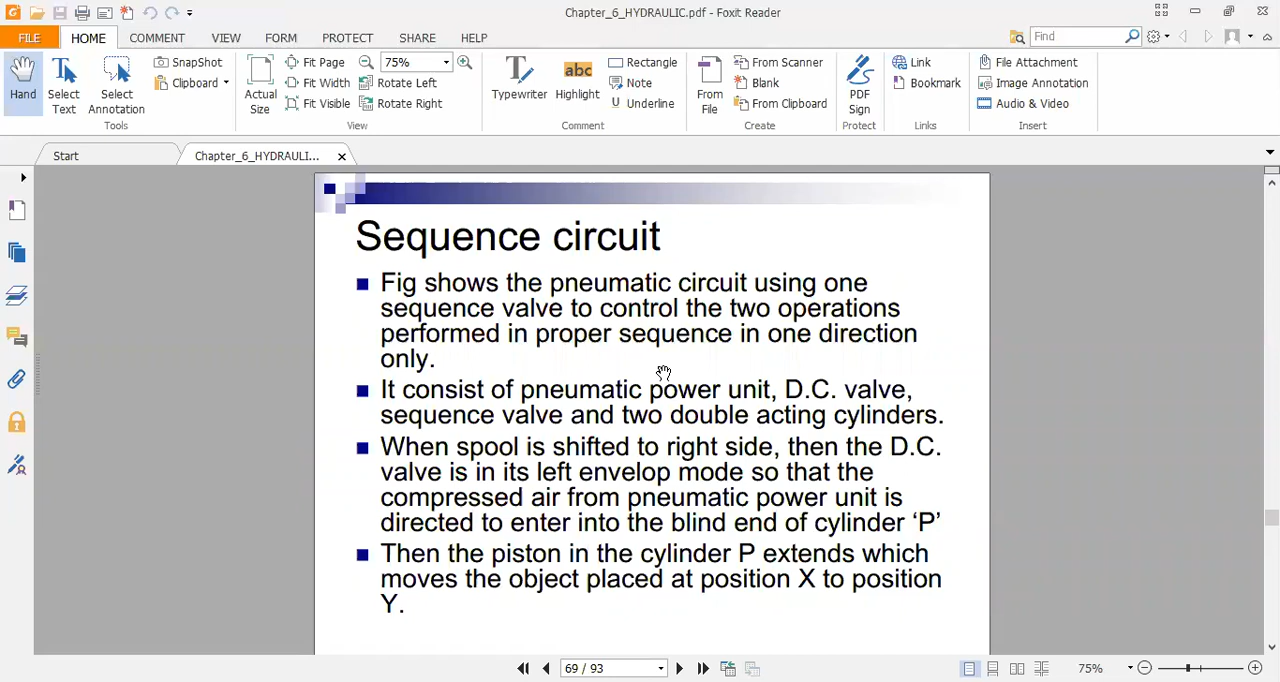 Chapter_6_HYDRAULIC.pdf - Foxit Reader
FILE HOME COMMENT VIEW FORM PROTECT SHARE HELP
Find
Hand
Select Text
Select Annotation
SnapShot
Clipboard
Tools
Actual Size
Fit Page
Fit Width
Fit Visible
75%
Rotate Left
Rotate Right
View
Typewriter
abc
Highlight
Rectangle
Note
U Underline
Comment
From File
From Scanner
Blank
From Clipboard
Create
PDF Sign
Protect
Link
Bookmark
Links
File Attachment
Image Annotation
Audio & Video
Insert
Start
Chapter_6_HYDRAULI...
Sequence circuit
Fig shows the pneumatic circuit using one
sequence valve to control the two operations
performed in proper sequence in one direction
only.
It consist of pneumatic power unit, D.C. valve,
sequence valve and two double acting cylinders.
When spool is shifted to right side, then the D.C.
valve is in its left envelop mode so that the
compressed air from pneumatic power unit is
directed to enter into the blind end of cylinder ‘P’
Then the piston in the cylinder P extends which
moves the object placed at position X to position
Y.
69 / 93
75%